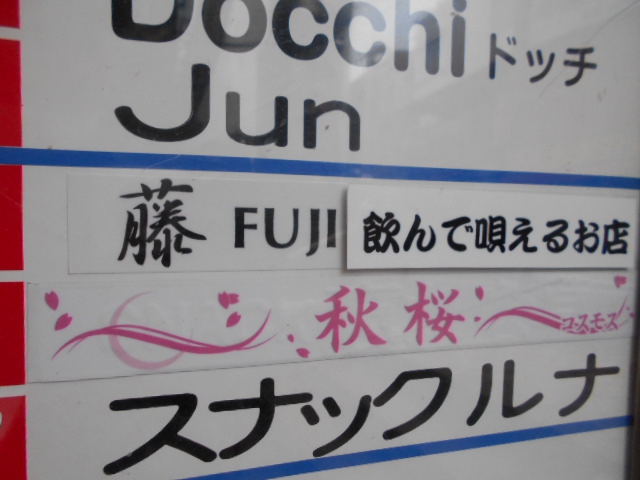 Docchi ドッチ
Jun
藤 FUJI 飲んで唄えるお店
秋桜 コスモス
スナックルナ